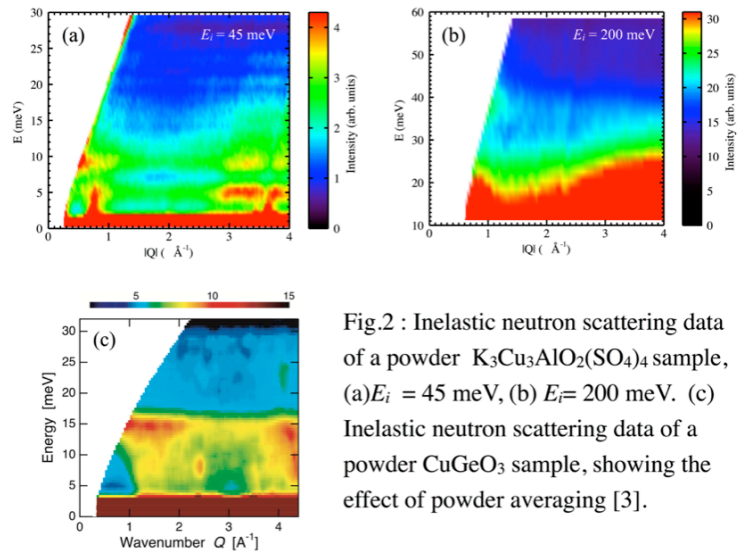 (a)
Ei = 45 meV
30
25
20
15
10
5
0
E (meV)
0 1 2 3 4
|Q| ( Å-1)
4
3
2
1
0
Intensity (arb. units)
(b)
Ei = 200 meV
60
50
40
30
20
10
E (meV)
0 1 2 3 4
|Q| ( Å-1)
30
25
20
15
10
5
0
Intensity (arb. units)
5 10 15
(c)
30
25
20
15
10
5
0
Energy [meV]
0 1 2 3 4
Wavenumber Q [A-1]
Fig.2 : Inelastic neutron scattering data
of a powder K3Cu3AlO2(SO4)4 sample,
(a)Ei = 45 meV, (b) Ei= 200 meV. (c)
Inelastic neutron scattering data of a
powder CuGeO3 sample, showing the
effect of powder averaging [3].